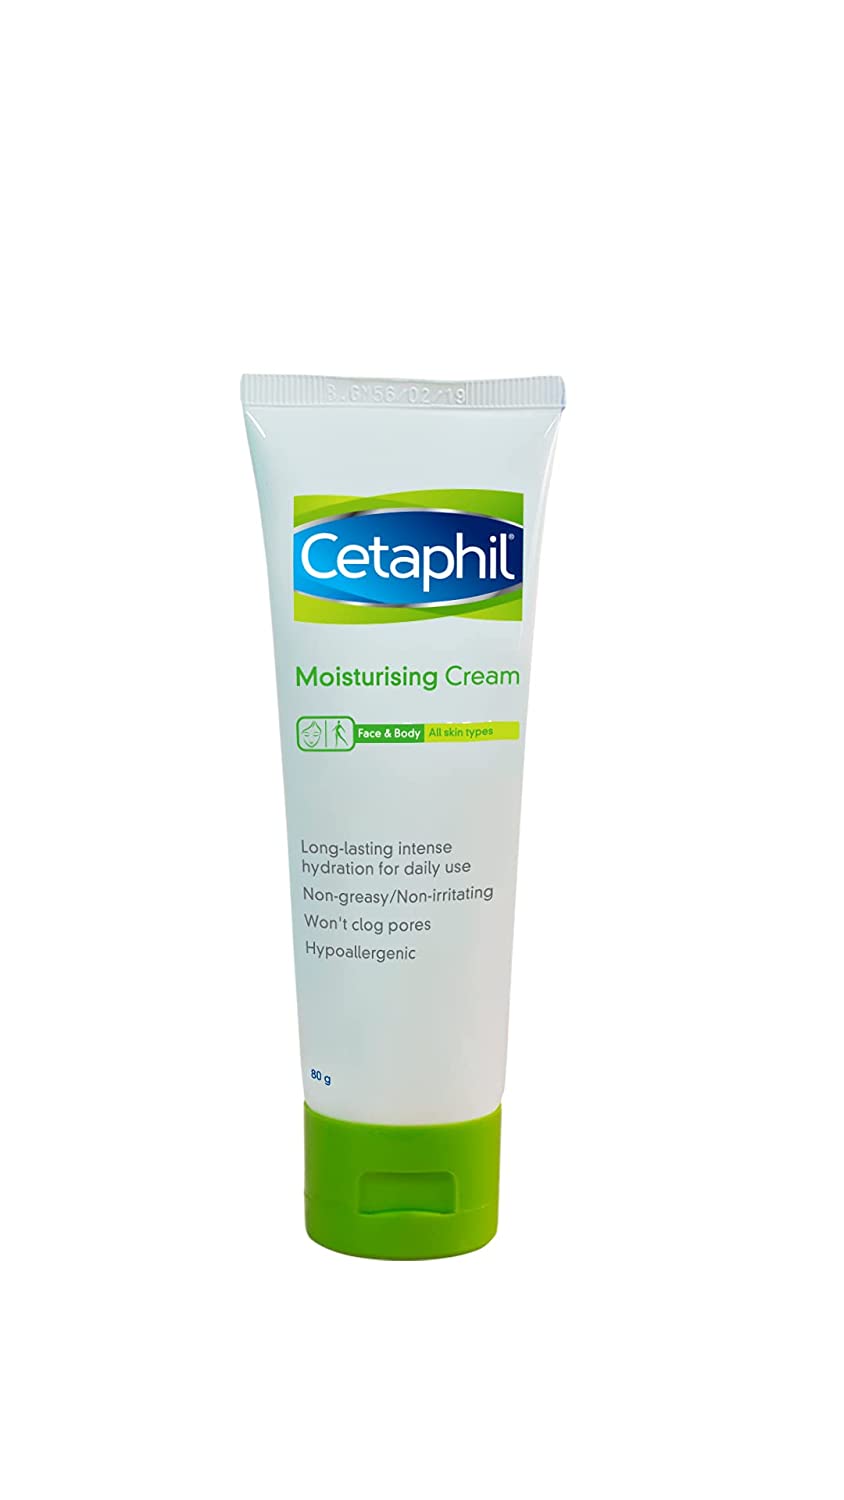 B.GM56/02/19
Cetaphil®
Moisturising Cream
Face & Body All skin types
Long-lasting intense
hydration for daily use
Non-greasy/Non-irritating
Won't clog pores
Hypoallergenic
80 g